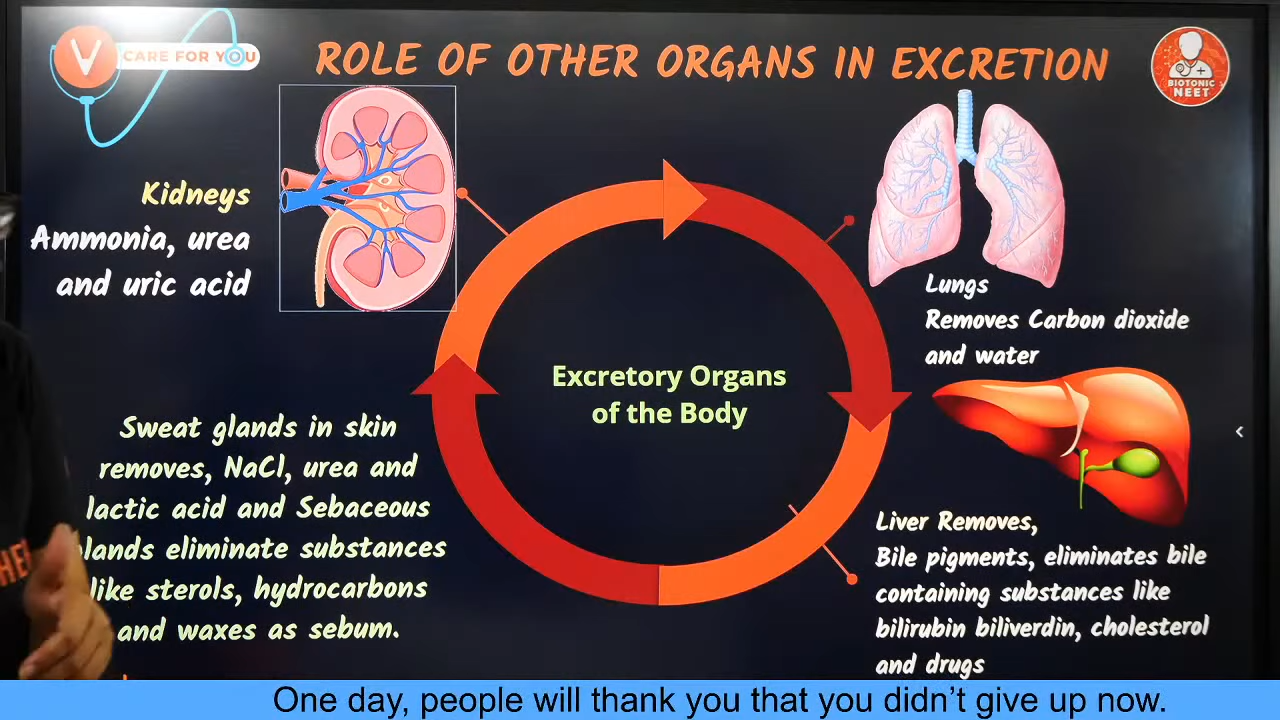 V
CARE FOR YOU
ROLE OF OTHER ORGANS IN EXCRETION
BIOTONIC
NEET
Kidneys
Ammonia, urea
and uric acid
Lungs
Removes Carbon dioxide
and water
Excretory Organs
of the Body
Sweat glands in skin
removes, NaCl, urea and
lactic acid and Sebaceous
lands eliminate substances
like sterols, hydrocarbons
and waxes as sebum.
Liver Removes,
Bile pigments, eliminates bile
containing substances like
bilirubin biliverdin, cholesterol
and drugs
One day, people will thank you that you didn't give up now.